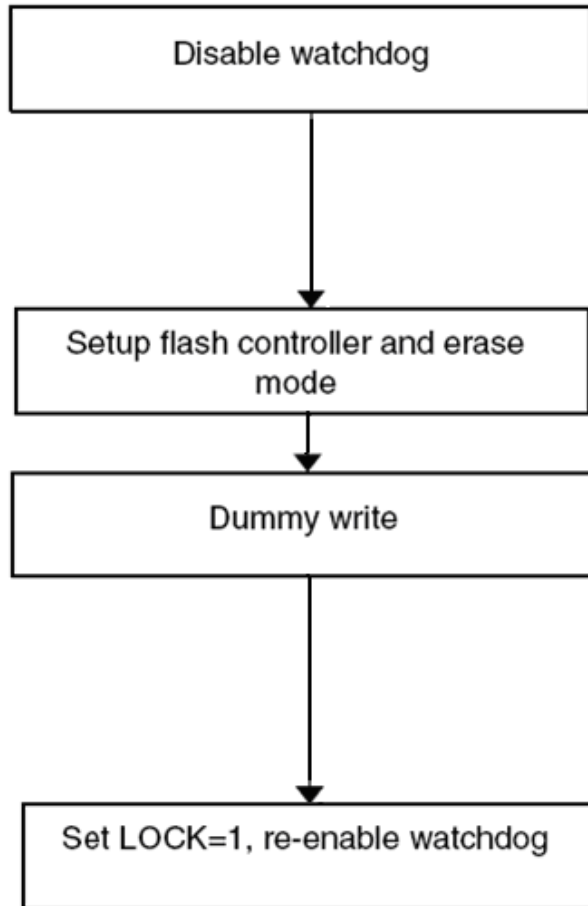 Disable watchdog
Setup flash controller and erase
mode
Dummy write
Set LOCK=1, re-enable watchdog